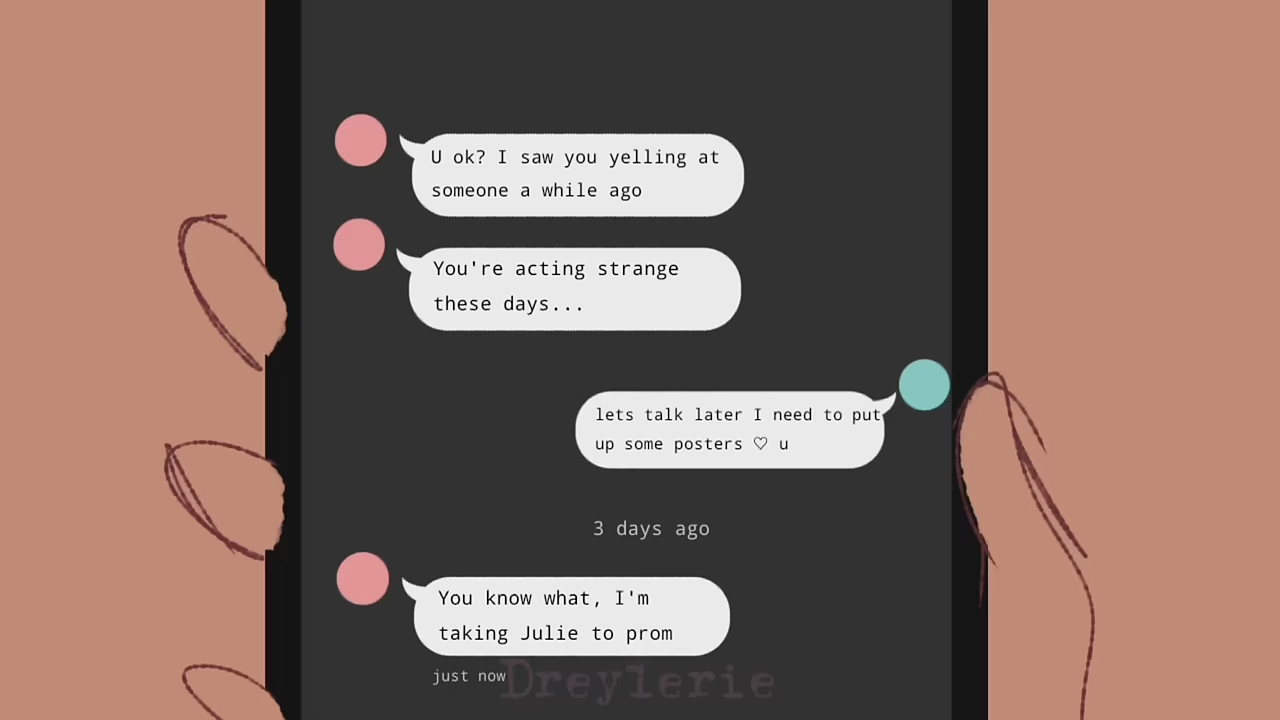 U ok? I saw you yelling at
someone a while ago
You're acting strange
these days...
lets talk later I need to put
up some posters ♡ u
3 days ago
You know what, I'm
taking Julie to prom
just now
Dreylerie